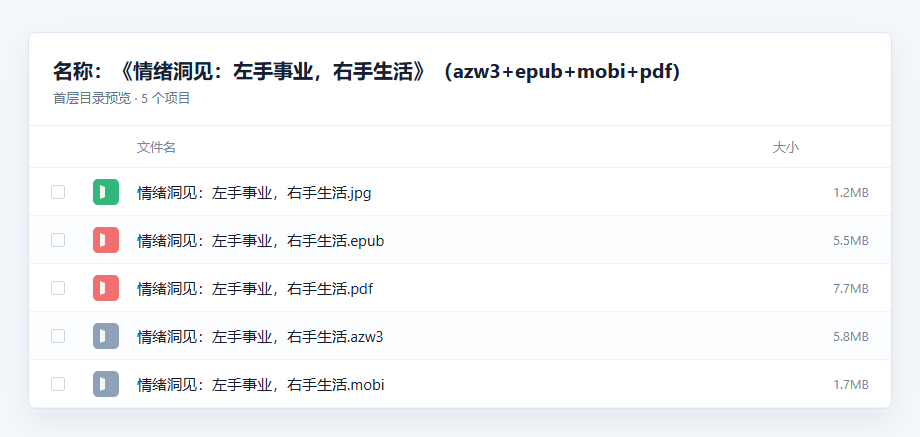 名称：《情绪洞见：左手事业，右手生活》（azw3+epub+mobi+pdf）
首层目录预览 · 5 个项目
文件名 大小
情绪洞见：左手事业，右手生活.jpg 1.2MB
情绪洞见：左手事业，右手生活.epub 5.5MB
情绪洞见：左手事业，右手生活.pdf 7.7MB
情绪洞见：左手事业，右手生活.azw3 5.8MB
情绪洞见：左手事业，右手生活.mobi 1.7MB